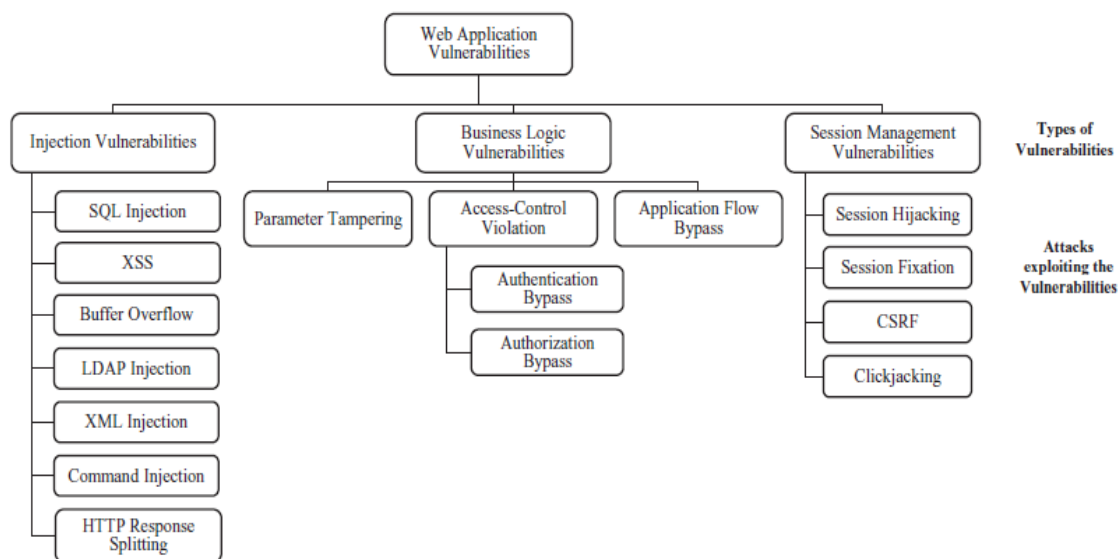 Web Application
Vulnerabilities
Injection Vulnerabilities
Business Logic
Vulnerabilities
Session Management
Vulnerabilities
Types of
Vulnerabilities
SQL Injection
XSS
Buffer Overflow
LDAP Injection
XML Injection
Command Injection
HTTP Response
Splitting
Parameter Tampering
Access-Control
Violation
Application Flow
Bypass
Authentication
Bypass
Authorization
Bypass
Session Hijacking
Session Fixation
CSRF
Clickjacking
Attacks
exploiting the
Vulnerabilities